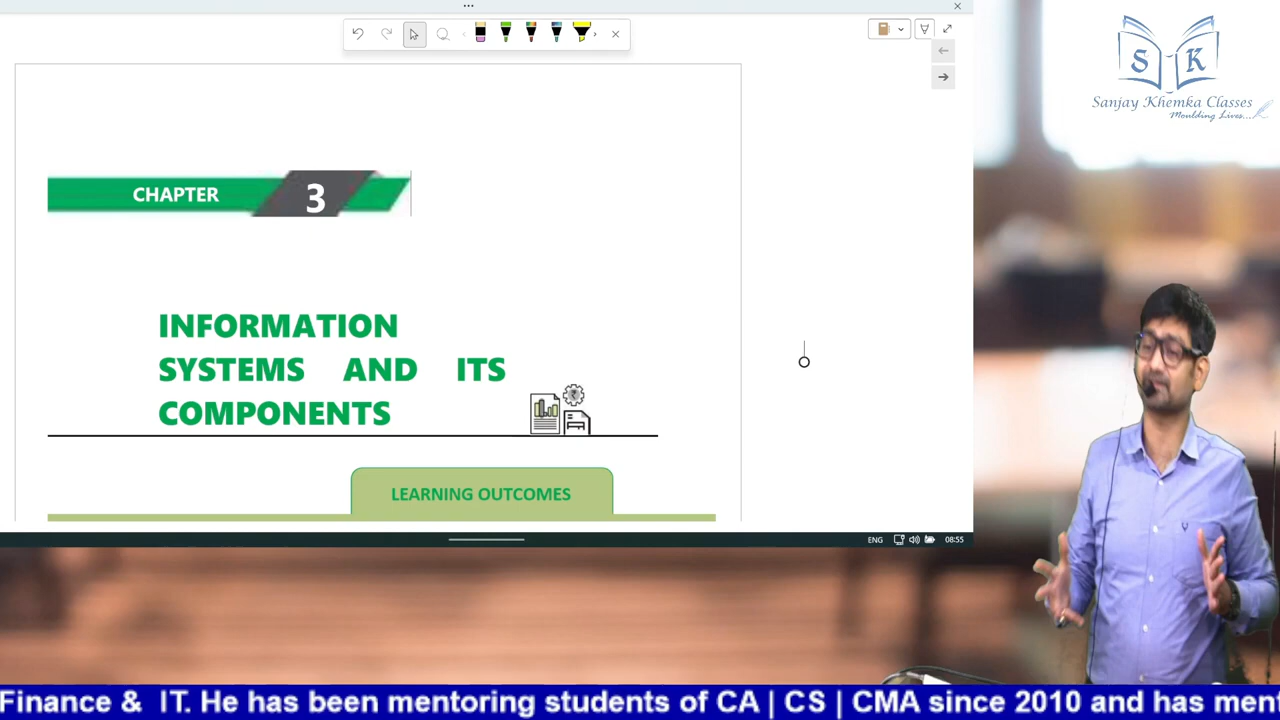 S K
Sanjay Khemka Classes
Moulding Lives...
CHAPTER 3
INFORMATION
SYSTEMS AND ITS
COMPONENTS
LEARNING OUTCOMES
ENG 08:55
Finance & IT. He has been mentoring students of CA | CS | CMA since 2010 and has ment